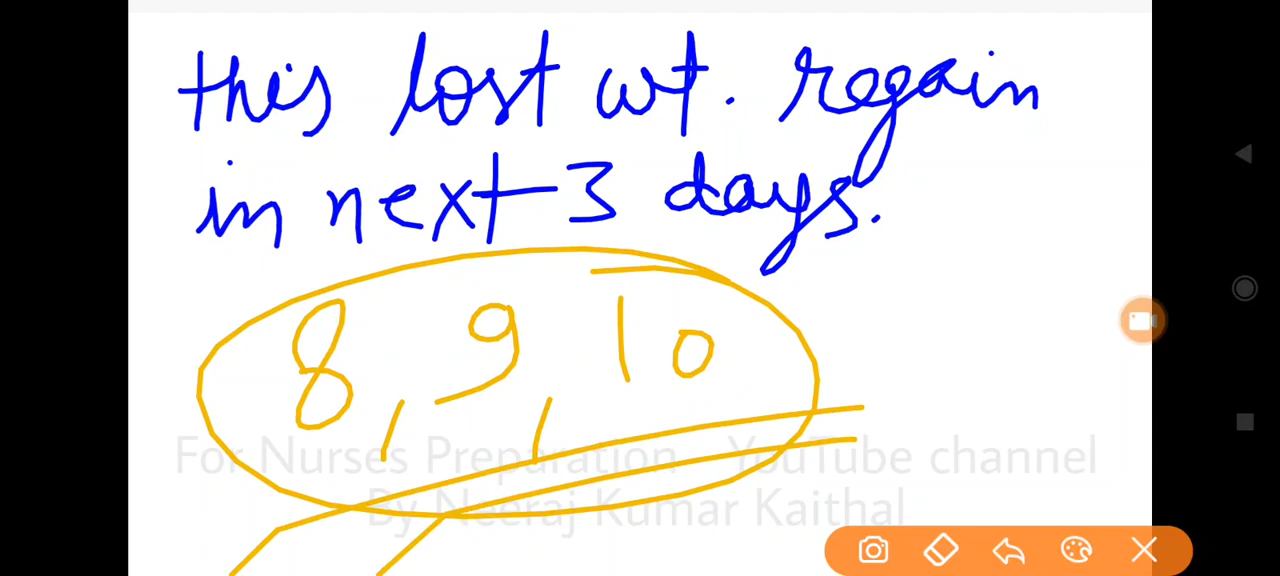 this lost wt. regain
in next 3 days.
8, 9, 10
For Nurses Preparation YouTube channel
By Neeraj Kumar Kaithal